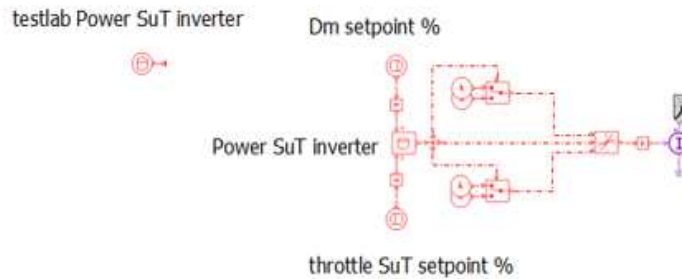 testlab Power SuT inverter
Dm setpoint %
Power SuT inverter
throttle SuT setpoint %